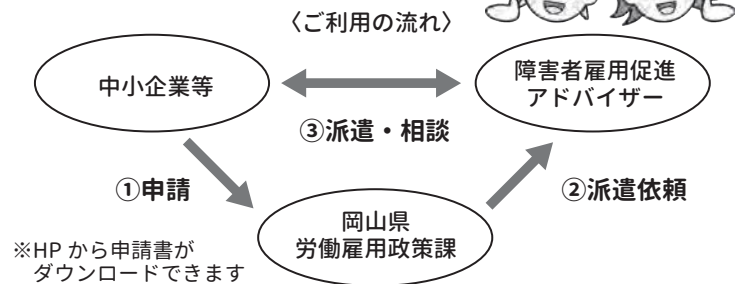 〈ご利用の流れ〉
中小企業等
障害者雇用促進
アドバイザー
③派遣・相談
①申請
②派遣依頼
岡山県
労働雇用政策課
※HP から申請書が
ダウンロードできます